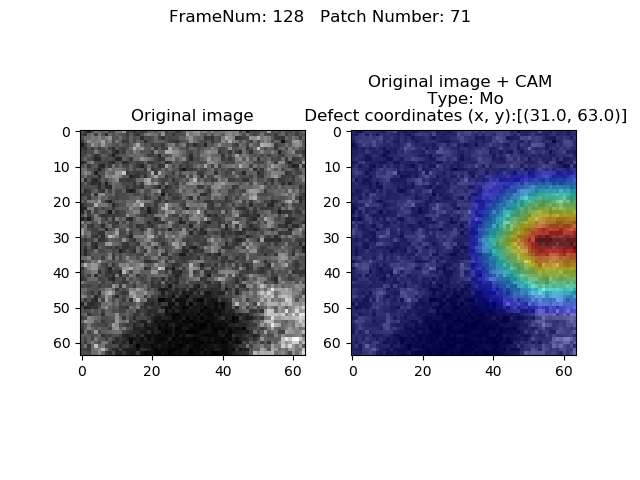 FrameNum: 128   Patch Number: 71
Original image
Original image + CAM
Type: Mo
Defect coordinates (x, y):[(31.0, 63.0)]
0
10
20
30
40
50
60
0 20 40 60
0
10
20
30
40
50
60
0 20 40 60